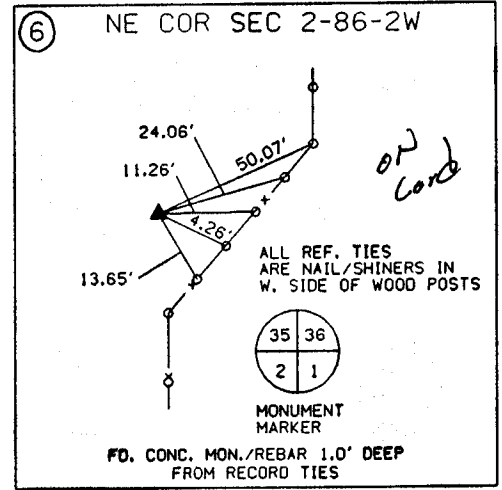 6
NE COR SEC 2-86-2W
24.06'
50.07'
11.26'
4.26'
13.65'
ON
Card
ALL REF. TIES
ARE NAIL/SHINERS IN
W. SIDE OF WOOD POSTS
35 36
2 1
MONUMENT
MARKER
FD. CONC. MON./REBAR 1.0' DEEP
FROM RECORD TIES